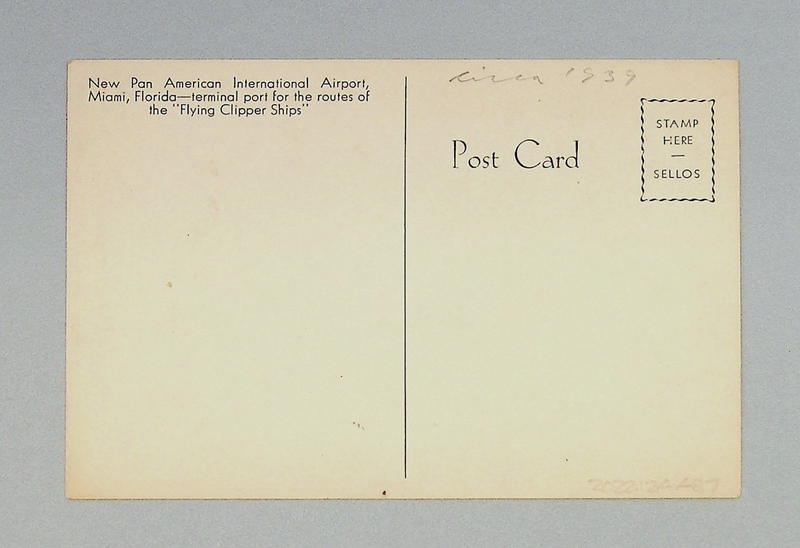 New Pan American International Airport,
Miami, Florida—terminal port for the routes of
the "Flying Clipper Ships"
circa '939
Post Card
STAMP
HERE
—
SELLOS